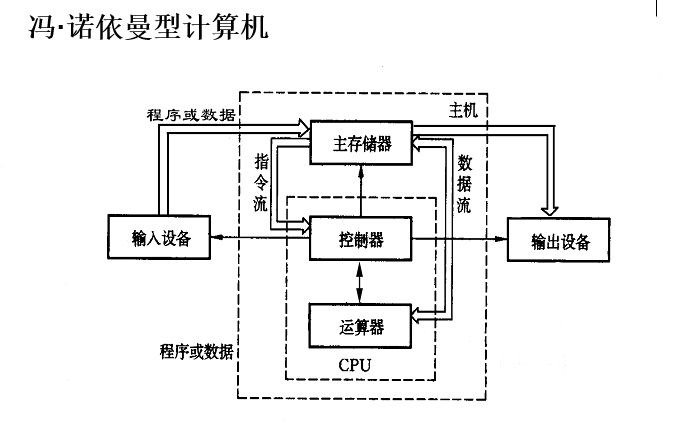 冯·诺依曼型计算机
程序或数据
主机
主存储器
指令流
数据流
输入设备
控制器
输出设备
运算器
程序或数据
CPU